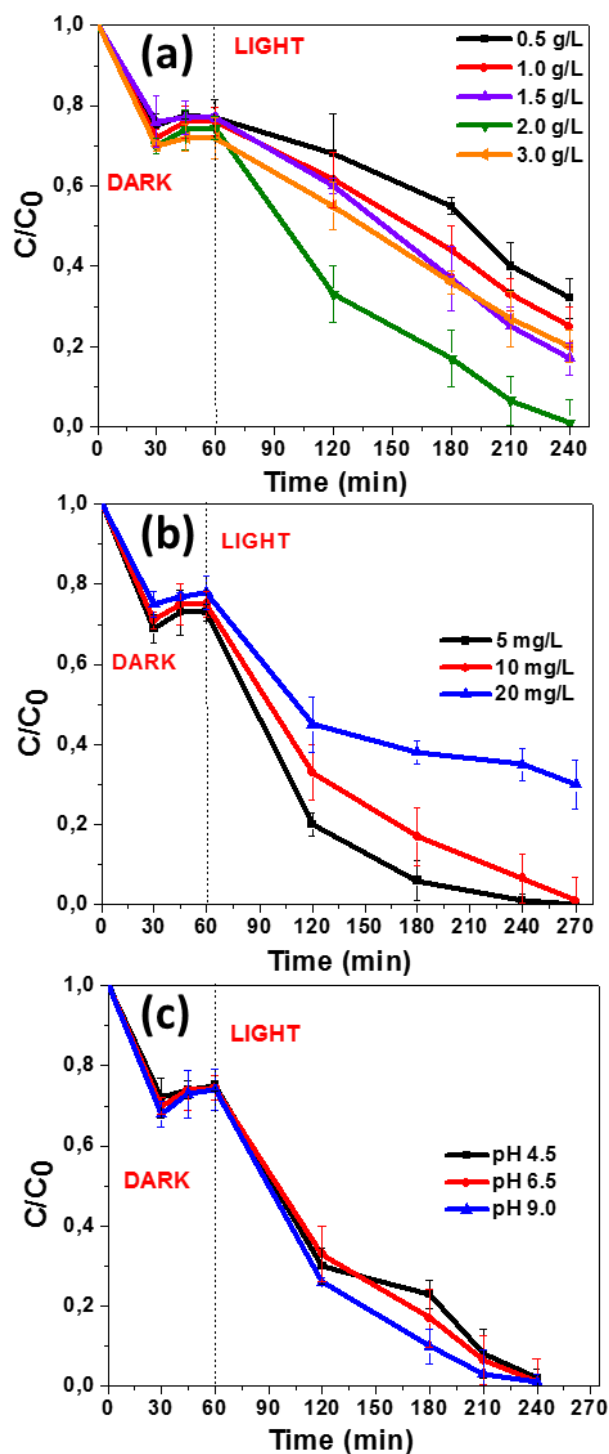 (a)
LIGHT
DARK
0.5 g/L
1.0 g/L
1.5 g/L
2.0 g/L
3.0 g/L
C/C0
1,0
0,8
0,6
0,4
0,2
0,0
0 30 60 90 120 150 180 210 240
Time (min)
(b)
LIGHT
DARK
5 mg/L
10 mg/L
20 mg/L
C/C0
1,0
0,8
0,6
0,4
0,2
0,0
0 30 60 90 120 150 180 210 240 270
Time (min)
(c)
LIGHT
DARK
pH 4.5
pH 6.5
pH 9.0
C/C0
1,0
0,8
0,6
0,4
0,2
0,0
0 30 60 90 120 150 180 210 240 270
Time (min)